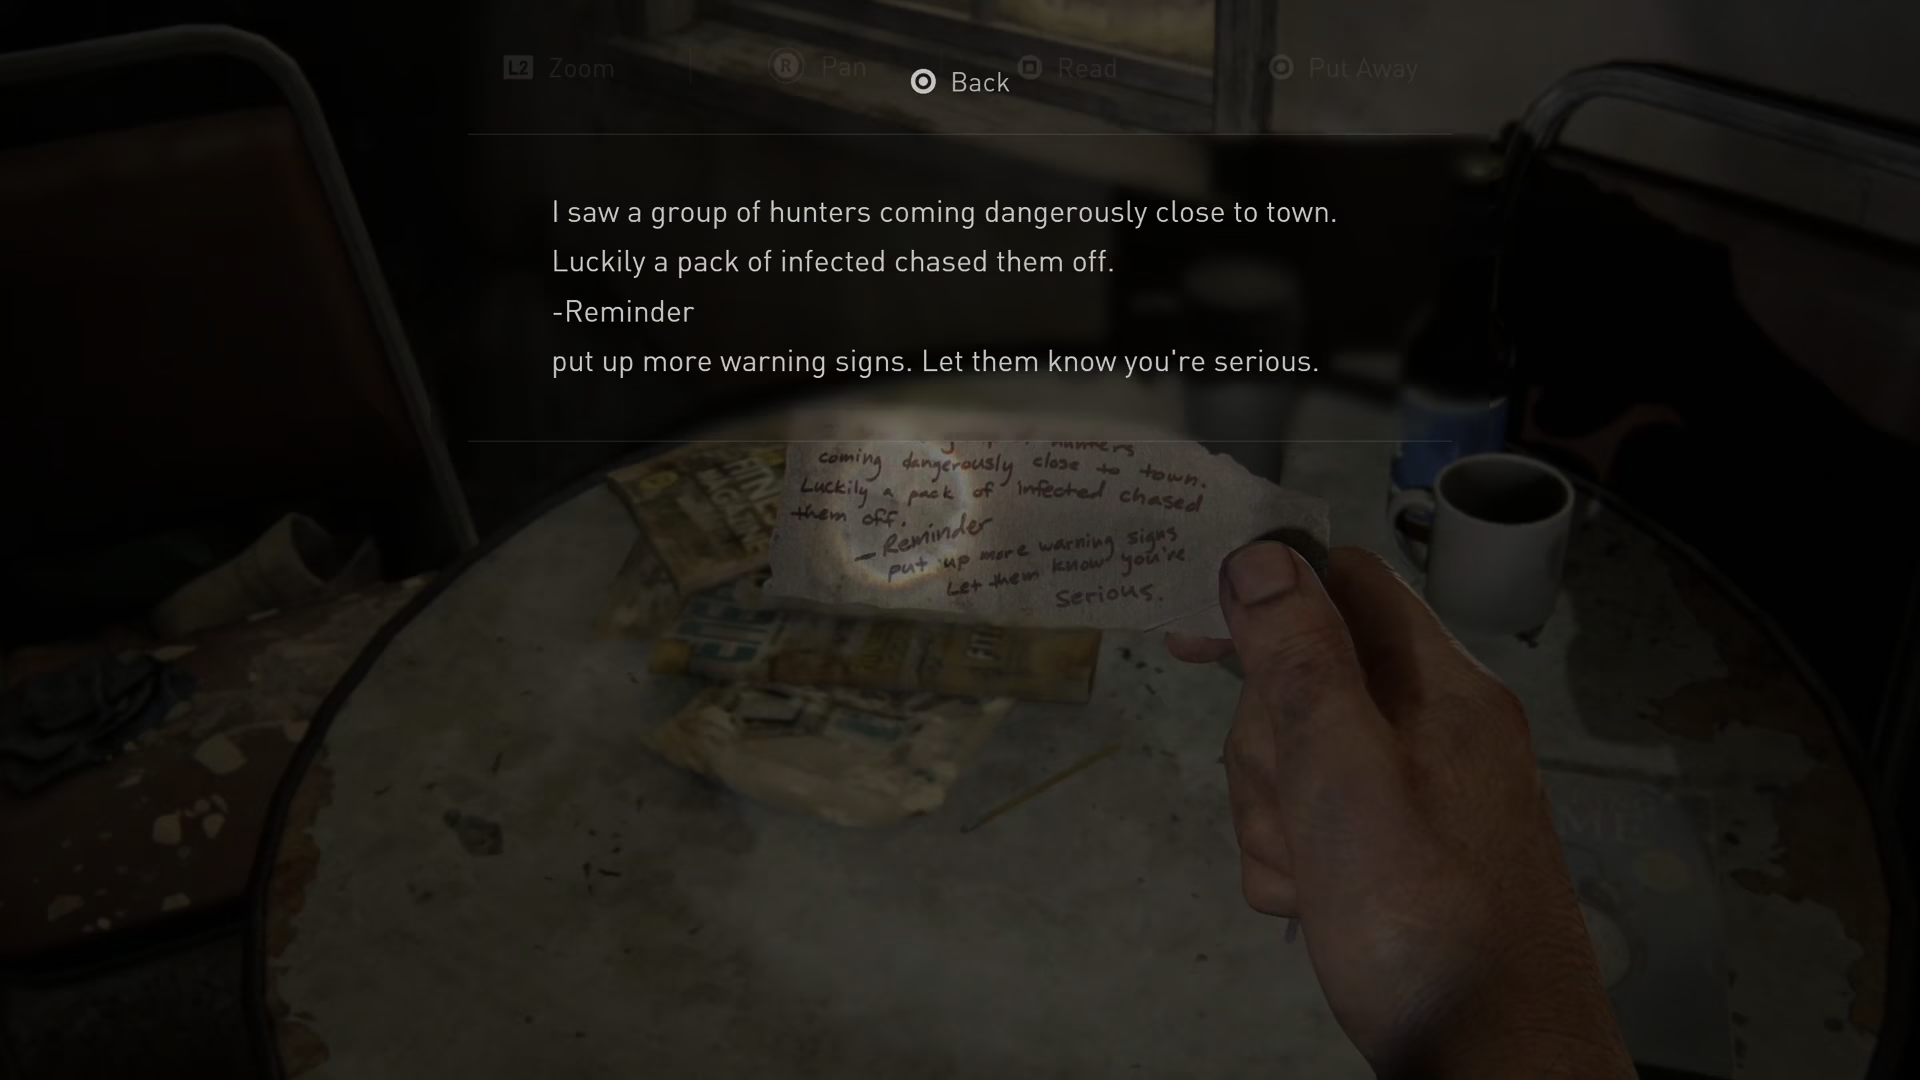 L2 Zoom R Pan Read Put Away
Back
I saw a group of hunters coming dangerously close to town.
Luckily a pack of infected chased them off.
-Reminder
put up more warning signs. Let them know you're serious.
hunters
coming dangerously close to town.
Luckily a pack of infected chased
them off.
— Reminder
put up more warning signs
Let them know you're
Serious.